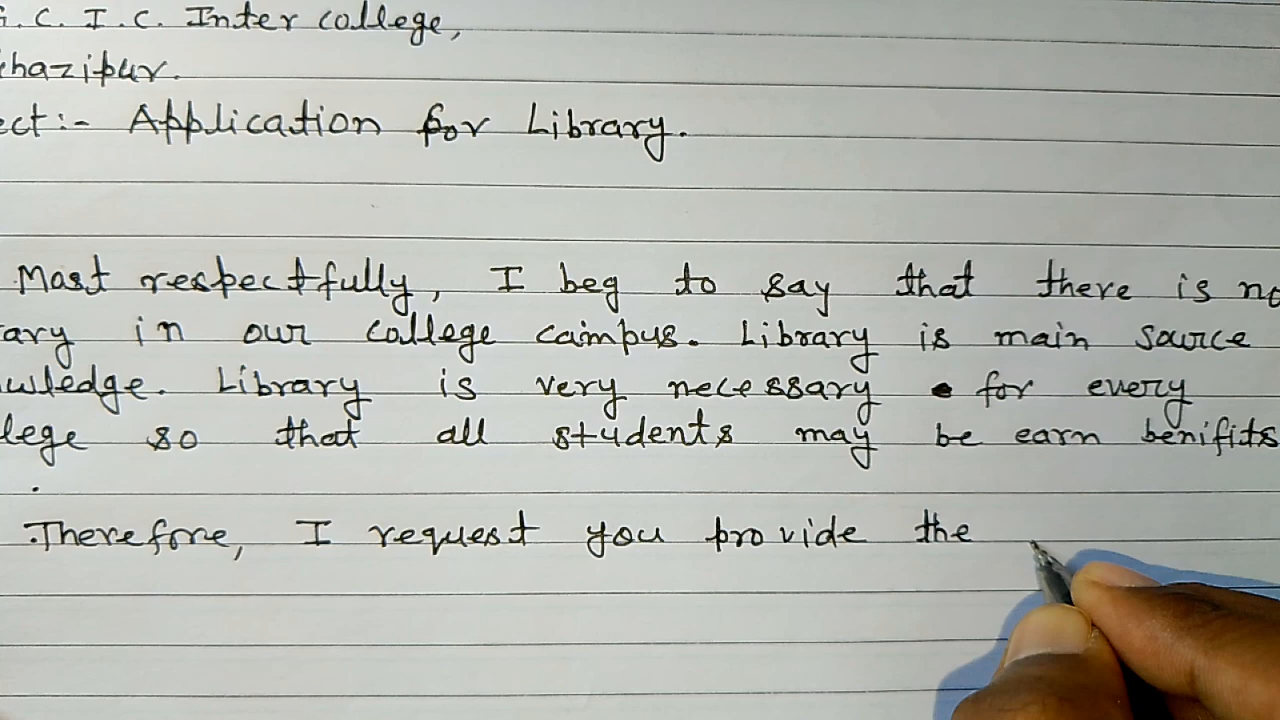 G. C. I. C. Inter college,
hazipur.
ect :- Application for Library.
Most respectfully, I beg to say that there is no
ary in our college caimpus. Library is main source
wledge. Library is very necessary for every
lege so that all students may be earn benifits
.
Therefore, I request you provide the